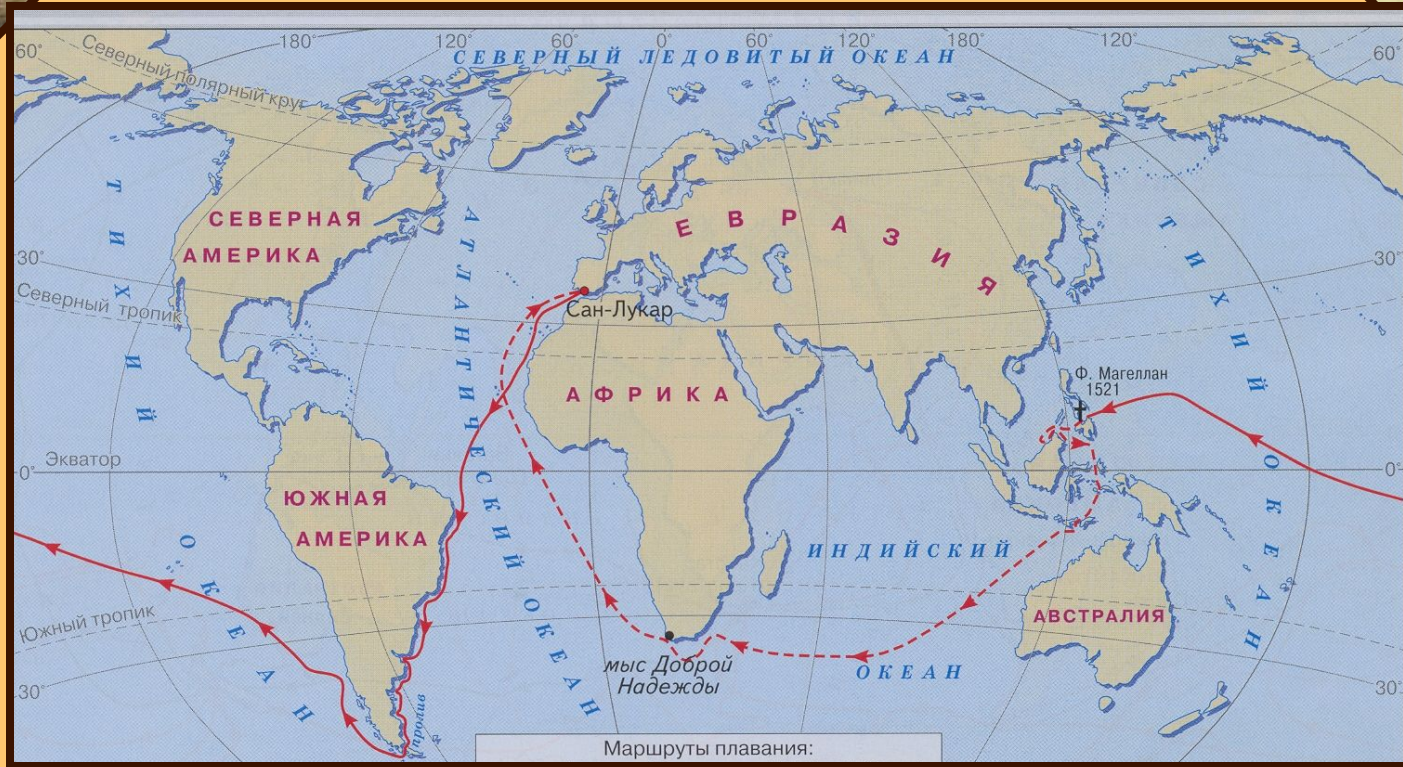 60°
180°
120°
60°
0°
60°
120°
180°
120°
60°
СЕВЕРНЫЙ ЛЕДОВИТЫЙ ОКЕАН
Северный полярный круг
ТИХИЙ
СЕВЕРНАЯ
АМЕРИКА
АТЛАНТИЧЕСКИЙ ОКЕАН
ЕВРАЗИЯ
ТИХИЙ
30°
30°
Северный тропик
Сан-Лукар
АФРИКА
Ф. Магеллан
1521
Экватор
0°
0°
ЮЖНАЯ
АМЕРИКА
ОКЕАН
ОКЕАН
ИНДИЙСКИЙ
ОКЕАН
АВСТРАЛИЯ
Южный тропик
мыс Доброй
Надежды
30°
30°
пролив
Маршруты плавания: